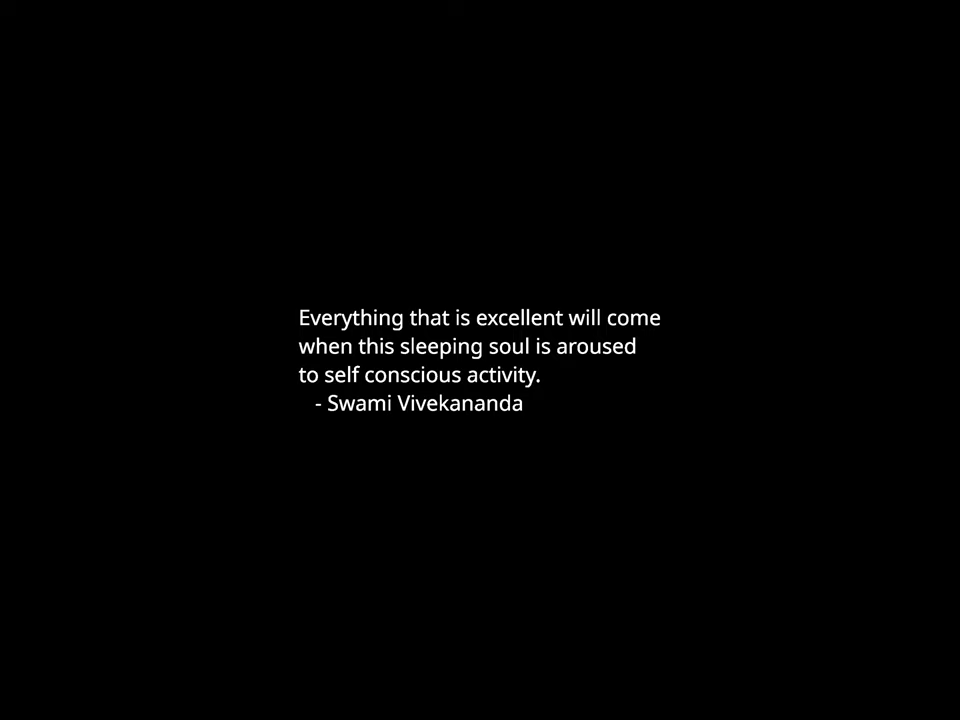 Everything that is excellent will come
when this sleeping soul is aroused
to self conscious activity.
- Swami Vivekananda